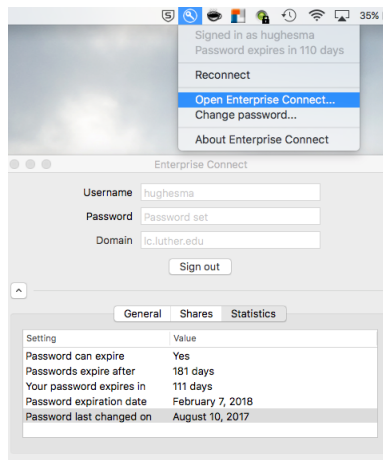 35%
Signed in as hughesma
Password expires in 110 days
Reconnect
Open Enterprise Connect...
Change password...
About Enterprise Connect
Enterprise Connect
Username hughesma
Password Password set
Domain lc.luther.edu
Sign out
General Shares Statistics
Setting Value
Password can expire Yes
Passwords expire after 181 days
Your password expires in 111 days
Password expiration date February 7, 2018
Password last changed on August 10, 2017